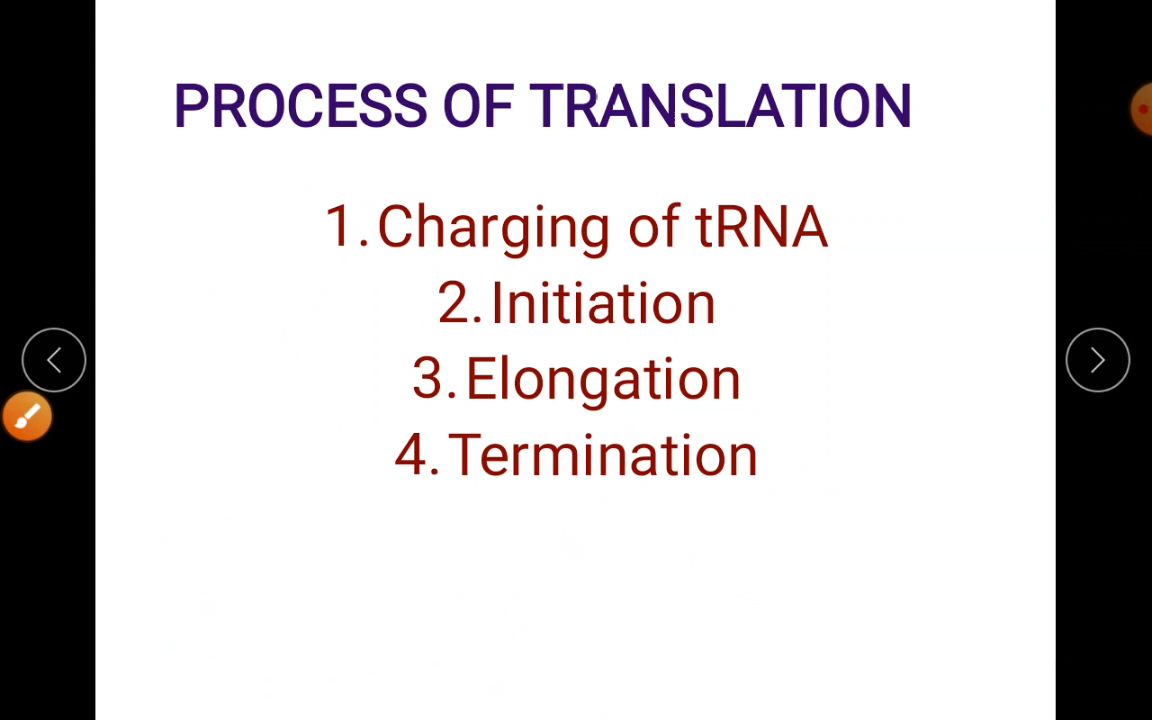 PROCESS OF TRANSLATION
1.Charging of tRNA
2.Initiation
3.Elongation
4.Termination